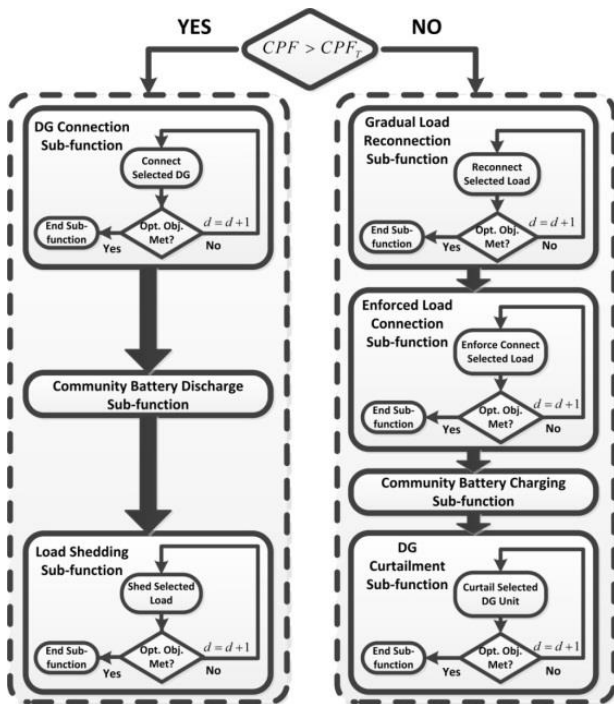 YES
CPF > CPF_T
NO
DG Connection
Sub-function
Connect
Selected DG
End Sub-
function
Yes
Opt. Obj.
Met?
d = d + 1
No
Community Battery Discharge
Sub-function
Load Shedding
Sub-function
Shed Selected
Load
End Sub-
function
Yes
Opt. Obj.
Met?
d = d + 1
No
Gradual Load
Reconnection
Sub-function
Reconnect
Selected Load
End Sub-
function
Yes
Opt. Obj.
Met?
d = d + 1
No
Enforced Load
Connection
Sub-function
Enforce Connect
Selected Load
End Sub-
function
Yes
Opt. Obj.
Met?
d = d + 1
No
Community Battery Charging
Sub-function
DG
Curtailment
Sub-function
Curtail Selected
DG Unit
End Sub-
function
Yes
Opt. Obj.
Met?
d = d + 1
No